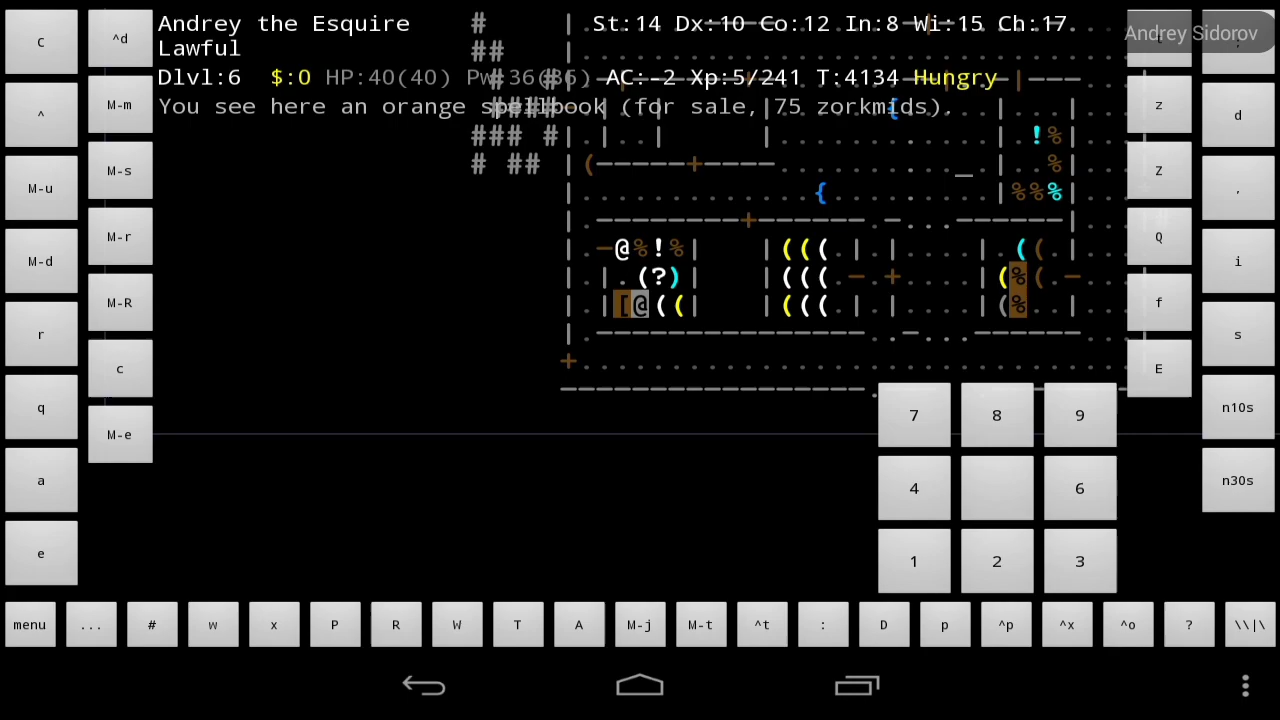 Andrey the Esquire St:14 Dx:10 Co:12 In:8 Wi:15 Ch:17
Lawful
Dlvl:6 $:0 HP:40(40) Pw:36(36) AC:-2 Xp:5/241 T:4134 Hungry
You see here an orange spellbook (for sale, 75 zorkmids).
Andrey Sidorov
C
^
M-u
M-d
r
q
a
e
^d
M-m
M-s
M-r
M-R
c
M-e
z
Z
Q
f
E
d
,
i
s
n10s
n30s
7 8 9
4 6
1 2 3
menu ... # w x P R W T A M-j M-t ^t : D p ^p ^x ^o ? \\|\